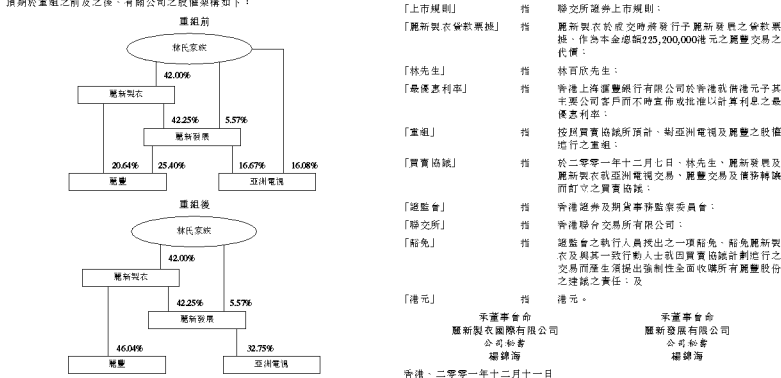 預期於重組之前及之後，有關公司之股權架構如下：
重組前
林氏家族
42.00%
麗新製衣
42.25%
5.57%
麗新發展
20.64%
25.40%
16.67%
16.08%
麗豐
亞洲電視
重組後
林氏家族
42.00%
麗新製衣
42.25%
5.57%
麗新發展
46.04%
32.75%
麗豐
亞洲電視
「上市規則」 指 聯交所證券上市規則；
「麗新製衣貸款票據」 指 麗新製衣於成交時將發行予麗新發展之貸款票
據，作為本金總額225,200,000港元之麗豐交易之
代價；
「林先生」 指 林百欣先生；
「最優惠利率」 指 香港上海滙豐銀行有限公司於香港就借港元予其
主要公司客戶而不時宣佈或批准以計算利息之最
優惠利率；
「重組」 指 按照買賣協議所預計，對亞洲電視及麗豐之股權
進行之重組；
「買賣協議」 指 於二零零一年十二月七日，林先生、麗新發展及
麗新製衣就亞洲電視交易、麗豐交易及債務轉讓
而訂立之買賣協議；
「證監會」 指 香港證券及期貨事務監察委員會；
「聯交所」 指 香港聯合交易所有限公司；
「豁免」 指 證監會之執行人員授出之一項豁免，豁免麗新製
衣及與其一致行動人士就因買賣協議計劃進行之
交易而產生須提出強制性全面收購所有麗豐股份
之建議之責任；及
「港元」 指 港元。
承董事會命
麗新製衣國際有限公司
公司秘書
楊錦海
承董事會命
麗新發展有限公司
公司秘書
楊錦海
香港，二零零一年十二月十一日